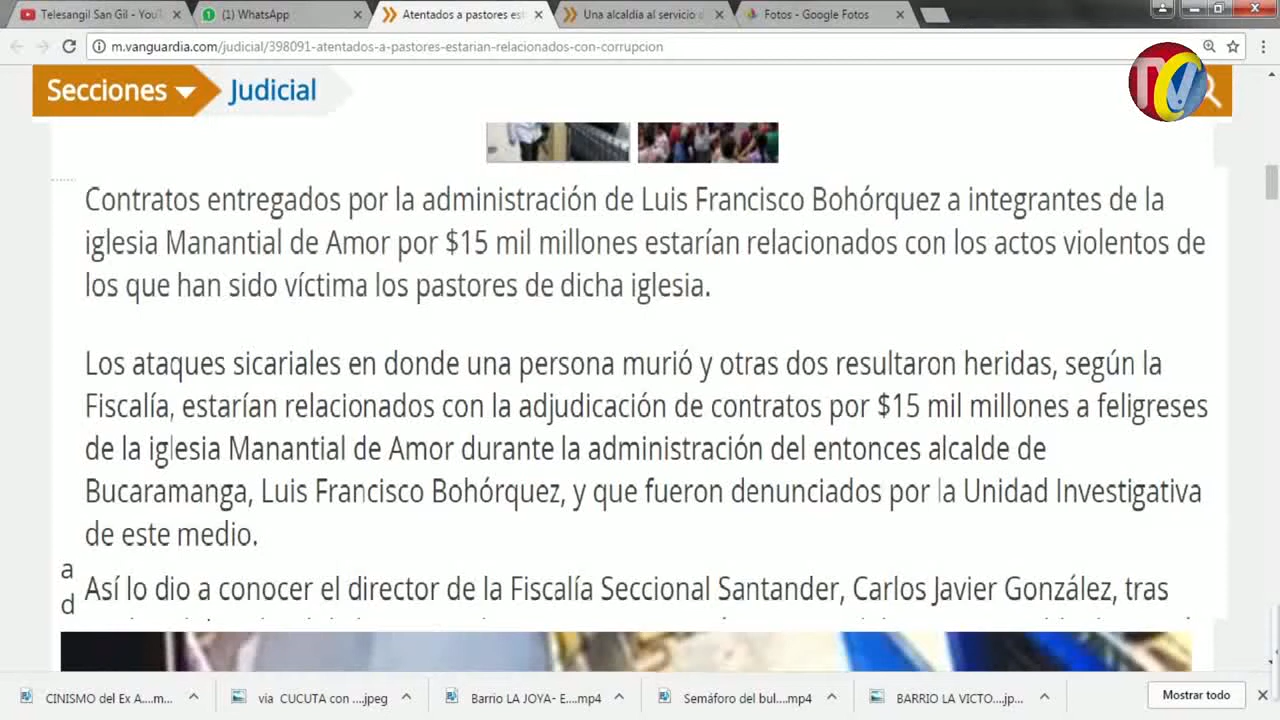 Telesangil San Gil - You
(1) WhatsApp
Atentados a pastores es
Una alcaldía al servicio d
Fotos - Google Fotos
m.vanguardia.com/judicial/398091-atentados-a-pastores-estarian-relacionados-con-corrupcion
Secciones
Judicial
TCV
Contratos entregados por la administración de Luis Francisco Bohórquez a integrantes de la
iglesia Manantial de Amor por $15 mil millones estarían relacionados con los actos violentos de
los que han sido víctima los pastores de dicha iglesia.
Los ataques sicariales en donde una persona murió y otras dos resultaron heridas, según la
Fiscalía, estarían relacionados con la adjudicación de contratos por $15 mil millones a feligreses
de la iglesia Manantial de Amor durante la administración del entonces alcalde de
Bucaramanga, Luis Francisco Bohórquez, y que fueron denunciados por la Unidad Investigativa
de este medio.
a
d
Así lo dio a conocer el director de la Fiscalía Seccional Santander, Carlos Javier González, tras
CINISMO del Ex A....m...
via CUCUTA con ....jpeg
Barrio LA JOYA- E....mp4
Semáforo del bul....mp4
BARRIO LA VICTO....jp...
Mostrar todo